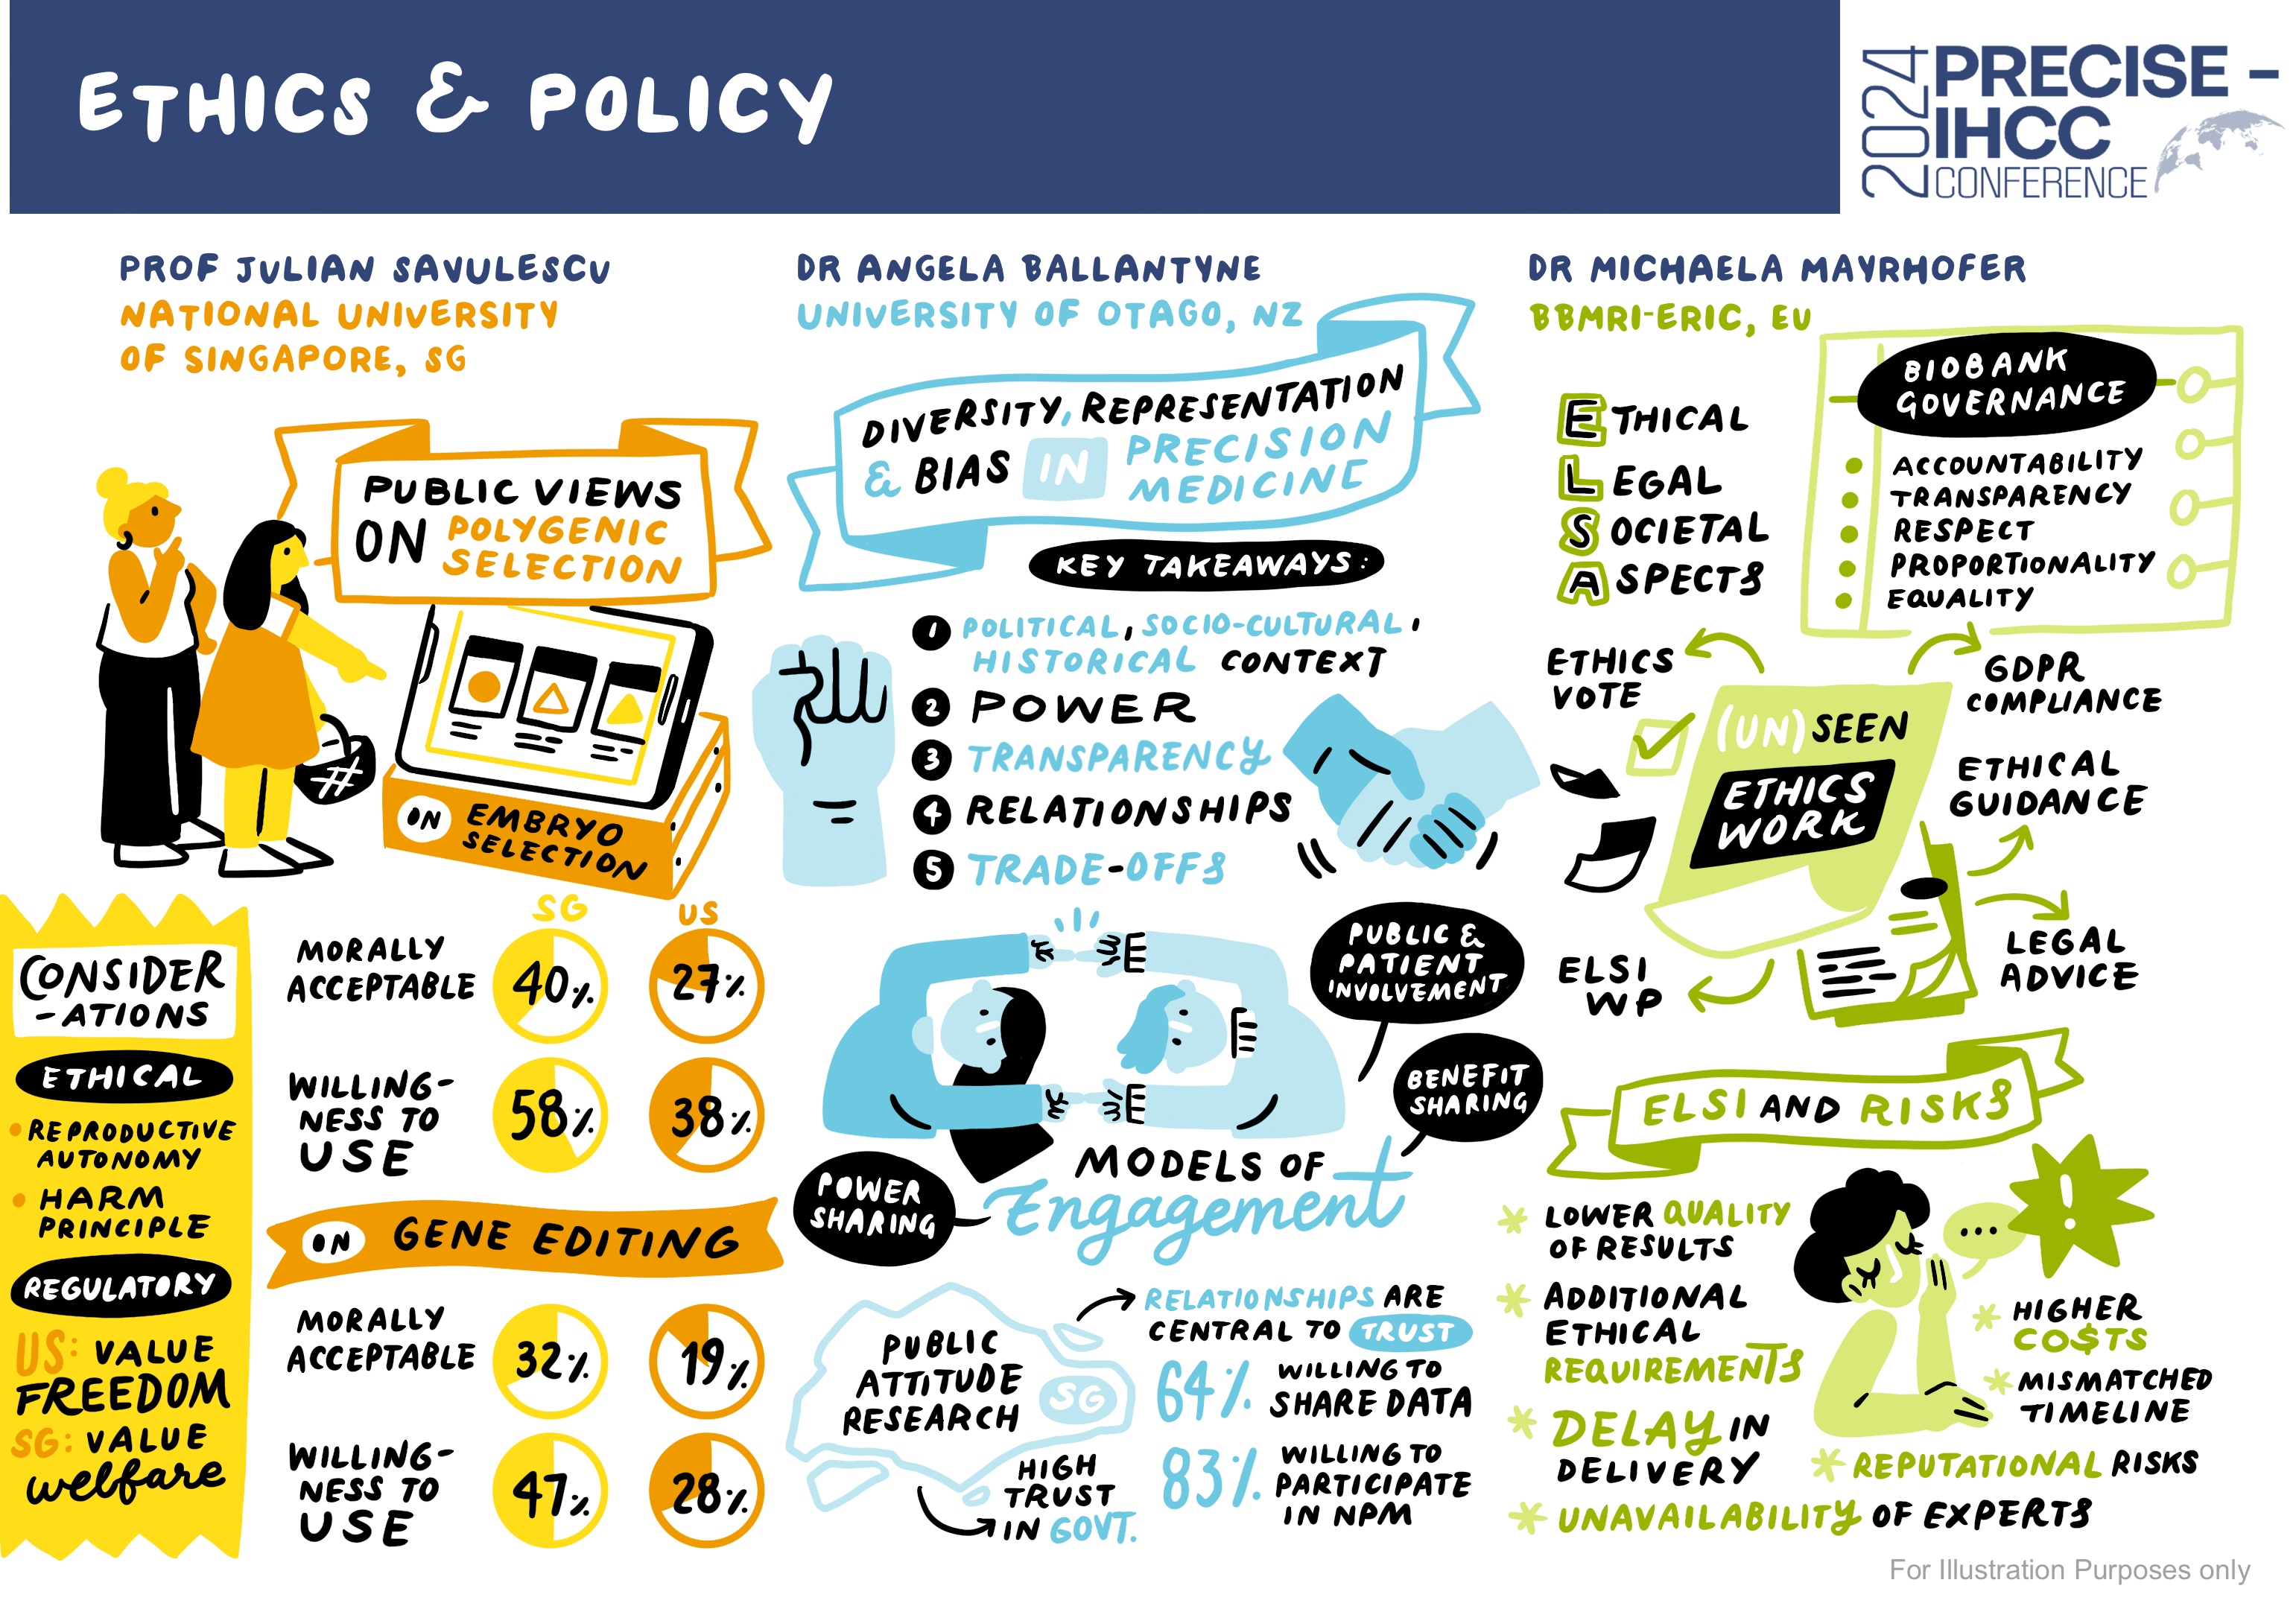 ETHICS & POLICY
2024
PRECISE –
IHCC
CONFERENCE
PROF JULIAN SAVULESCU
NATIONAL UNIVERSITY
OF SINGAPORE, SG
PUBLIC VIEWS
ON POLYGENIC
SELECTION
ON EMBRYO
SELECTION
CONSIDER
-ATIONS
ETHICAL
• REPRODUCTIVE
AUTONOMY
• HARM
PRINCIPLE
REGULATORY
US: VALUE
FREEDOM
SG: VALUE
welfare
SG US
MORALLY
ACCEPTABLE
40% 27%
WILLING-
NESS TO
USE
58% 38%
ON GENE EDITING
MORALLY
ACCEPTABLE
32% 19%
WILLING-
NESS TO
USE
47% 28%
DR ANGELA BALLANTYNE
UNIVERSITY OF OTAGO, NZ
DIVERSITY, REPRESENTATION
& BIAS IN PRECISION
MEDICINE
KEY TAKEAWAYS:
1 POLITICAL, SOCIO-CULTURAL,
HISTORICAL CONTEXT
2 POWER
3 TRANSPARENCY
4 RELATIONSHIPS
5 TRADE-OFFS
PUBLIC &
PATIENT
INVOLVEMENT
BENEFIT
SHARING
POWER
SHARING
MODELS OF
Engagement
PUBLIC
ATTITUDE
RESEARCH
SG
HIGH
TRUST
IN GOVT.
RELATIONSHIPS ARE
CENTRAL TO TRUST
64% WILLING TO
SHARE DATA
83% WILLING TO
PARTICIPATE
IN NPM
DR MICHAELA MAYRHOFER
BBMRI-ERIC, EU
ETHICAL
LEGAL
SOCIETAL
ASPECTS
BIOBANK
GOVERNANCE
• ACCOUNTABILITY
• TRANSPARENCY
• RESPECT
• PROPORTIONALITY
• EQUALITY
ETHICS
VOTE
GDPR
COMPLIANCE
(UN)SEEN
ETHICS
WORK
ETHICAL
GUIDANCE
LEGAL
ADVICE
ELSI
WP
ELSI AND RISKS
* LOWER QUALITY
OF RESULTS
* ADDITIONAL
ETHICAL
REQUIREMENTS
* DELAY IN
DELIVERY
* UNAVAILABILITY OF EXPERTS
...
!
* HIGHER
CO$TS
* MISMATCHED
TIMELINE
* REPUTATIONAL RISKS
For Illustration Purposes only